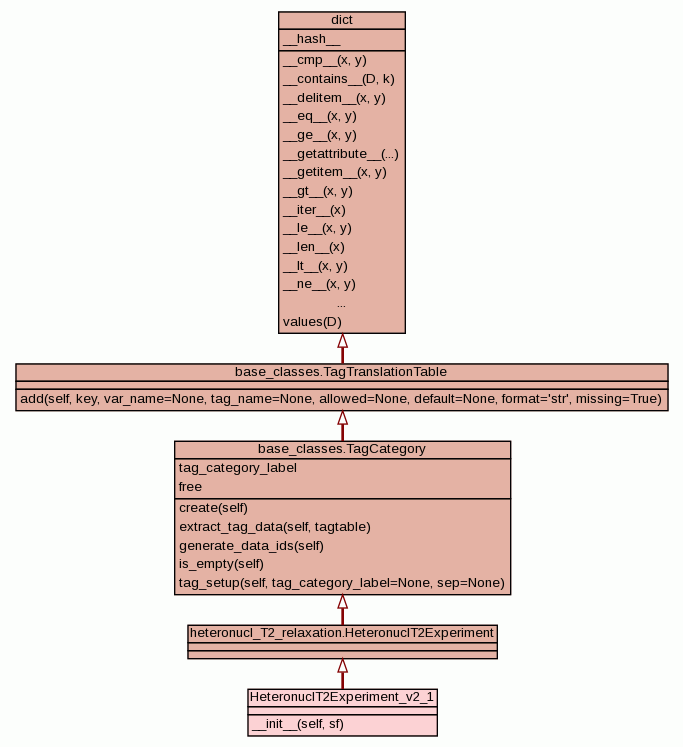 dict
__hash__
__cmp__(x, y)
__contains__(D, k)
__delitem__(x, y)
__eq__(x, y)
__ge__(x, y)
__getattribute__(...)
__getitem__(x, y)
__gt__(x, y)
__iter__(x)
__le__(x, y)
__len__(x)
__lt__(x, y)
__ne__(x, y)
...
values(D)
base_classes.TagTranslationTable
add(self, key, var_name=None, tag_name=None, allowed=None, default=None, format='str', missing=True)
base_classes.TagCategory
tag_category_label
free
create(self)
extract_tag_data(self, tagtable)
generate_data_ids(self)
is_empty(self)
tag_setup(self, tag_category_label=None, sep=None)
heteronucl_T2_relaxation.HeteronuclT2Experiment
HeteronuclT2Experiment_v2_1
__init__(self, sf)